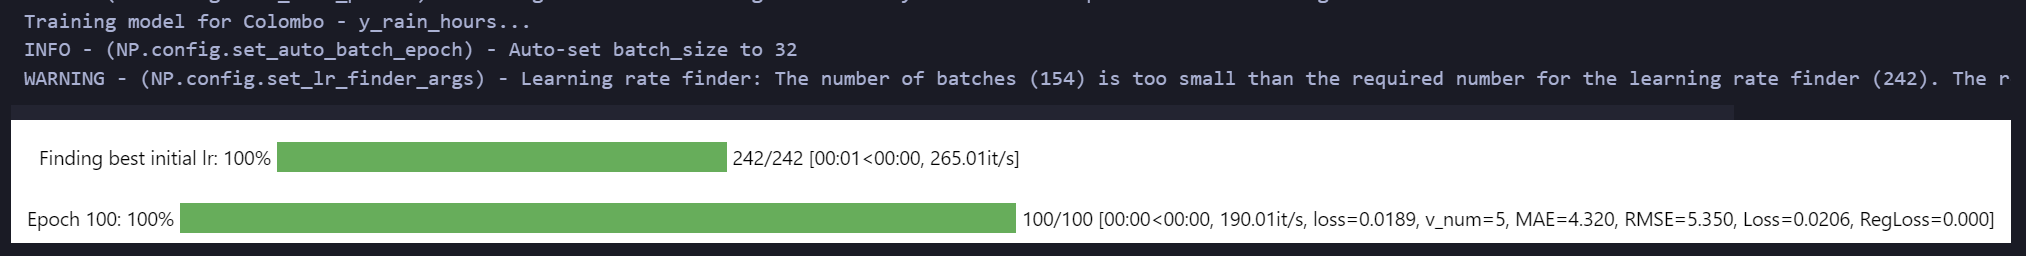 Training model for Colombo - y_rain_hours...
INFO - (NP.config.set_auto_batch_epoch) - Auto-set batch_size to 32
WARNING - (NP.config.set_lr_finder_args) - Learning rate finder: The number of batches (154) is too small than the required number for the learning rate finder (242). The r
Finding best initial lr: 100% 242/242 [00:01<00:00, 265.01it/s]
Epoch 100: 100% 100/100 [00:00<00:00, 190.01it/s, loss=0.0189, v_num=5, MAE=4.320, RMSE=5.350, Loss=0.0206, RegLoss=0.000]